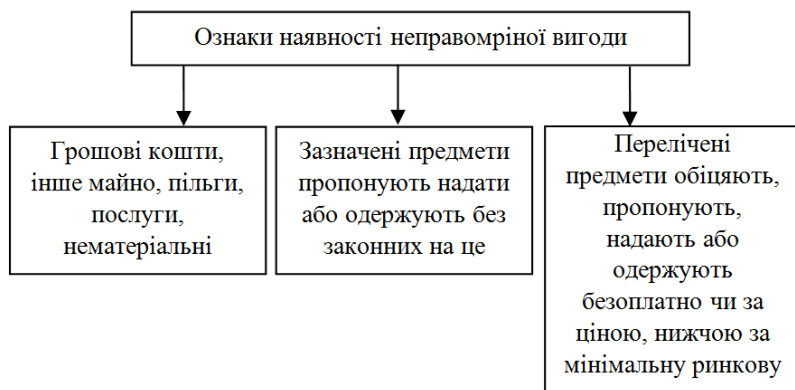 Ознаки наявності неправомріної вигоди
Грошові кошти,
інше майно, пільги,
послуги,
нематеріальні
Зазначені предмети
пропонують надати
або одержують без
законних на це
Перелічені
предмети обіцяють,
пропонують,
надають або
одержують
безоплатно чи за
ціною, нижчою за
мінімальну ринкову